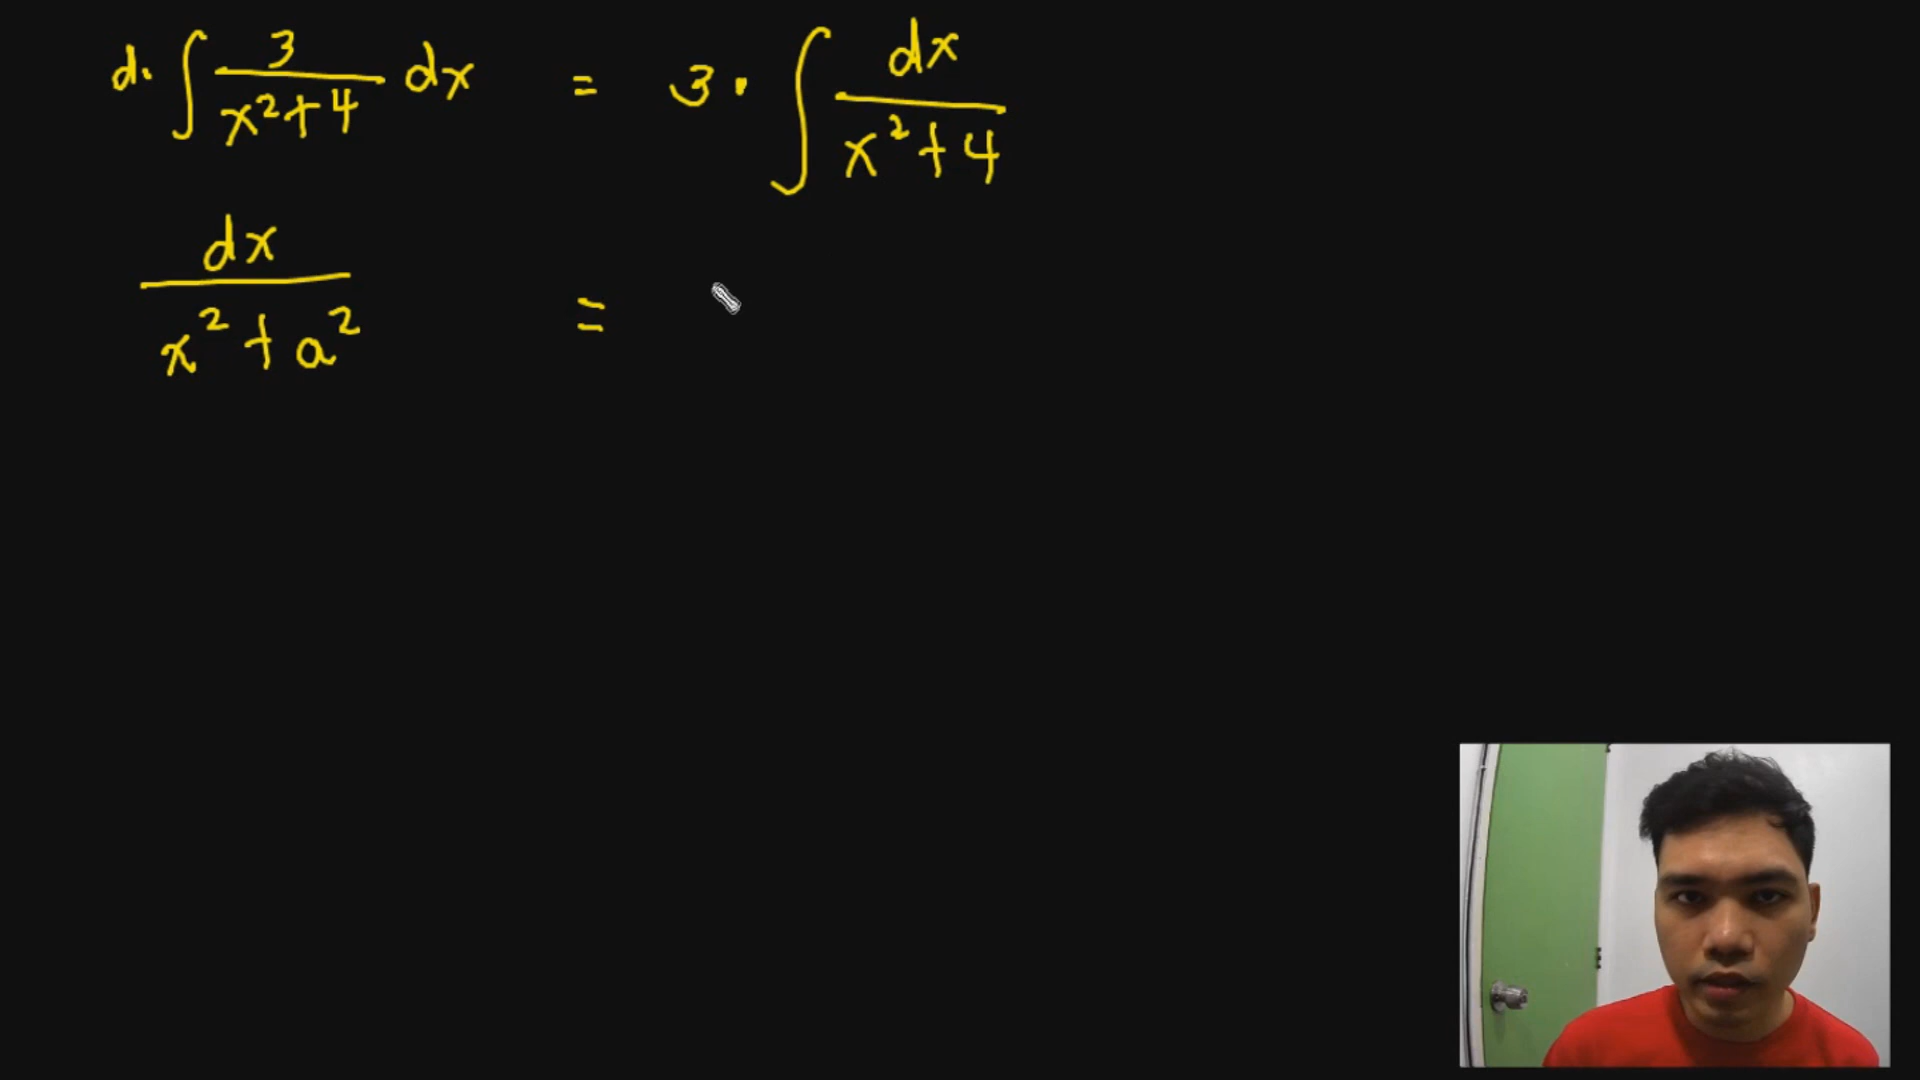 d. ∫ 3/(x²+4) dx = 3 · ∫ dx/(x²+4)
dx/(x²+a²) =